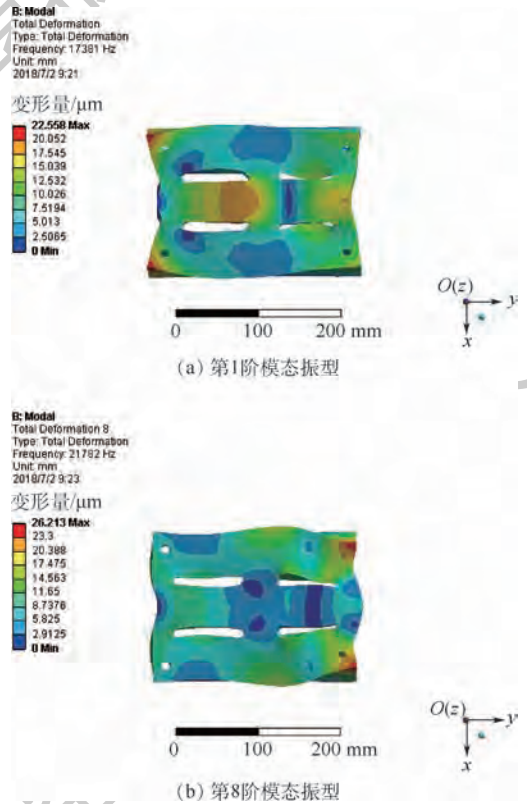 B: Modal
Total Deformation
Type: Total Deformation
Frequency: 17381 Hz
Unit: mm
2018/7/2 9:21
变形量/μm
22.558 Max
20.052
17.545
15.039
12.532
10.026
7.5194
5.013
2.5065
0 Min
0 100 200 mm
O(z)
y
x
(a) 第1阶模态振型
B: Modal
Total Deformation 8
Type: Total Deformation
Frequency: 21782 Hz
Unit: mm
2018/7/2 9:23
变形量/μm
26.213 Max
23.3
20.388
17.475
14.563
11.65
8.7376
5.825
2.9125
0 Min
0 100 200 mm
O(z)
y
x
(b) 第8阶模态振型